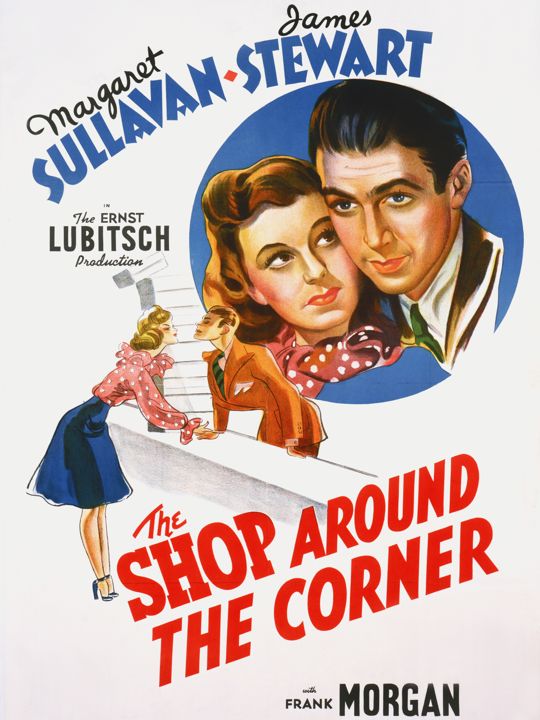 Margaret
SULLAVAN • James
STEWART
IN
The ERNST
LUBITSCH
Production
The
SHOP AROUND
THE CORNER
with
FRANK MORGAN